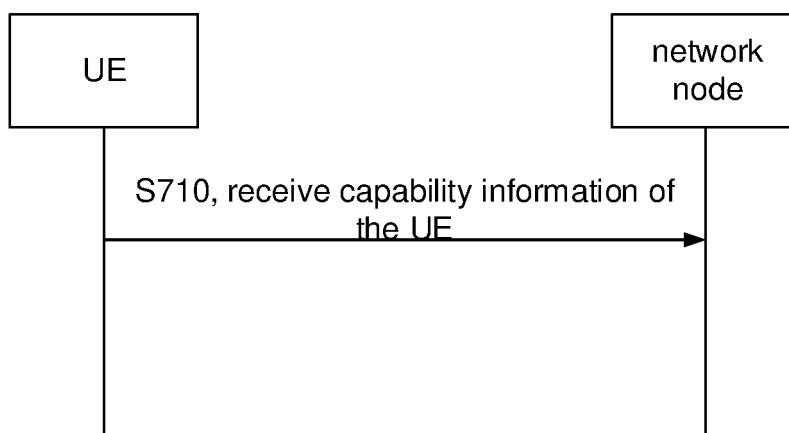 UE
network
node
S710, receive capability information of
the UE